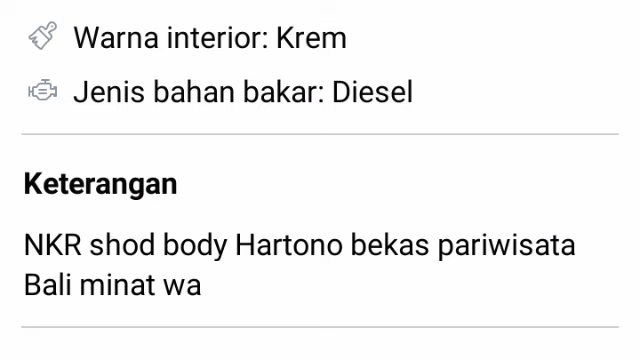 Warna interior: Krem
Jenis bahan bakar: Diesel
Keterangan
NKR shod body Hartono bekas pariwisata
Bali minat wa